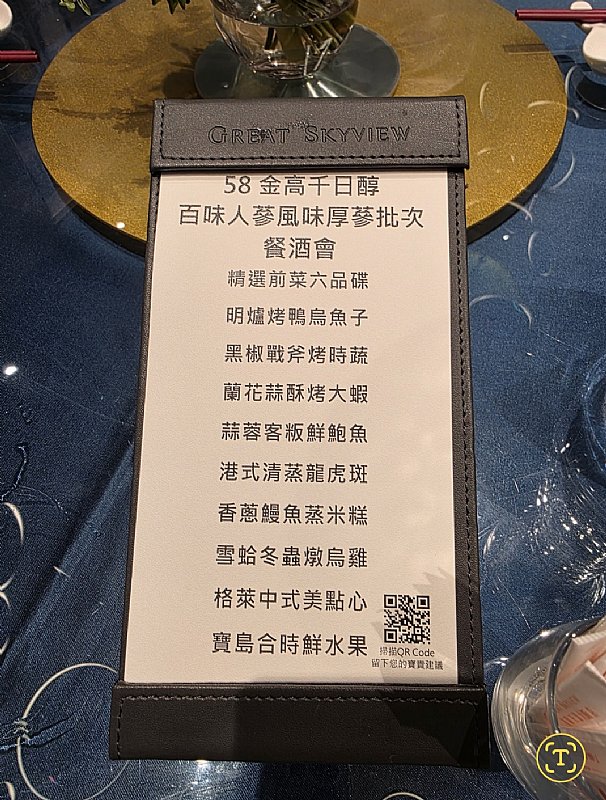 GREAT SKYVIEW
58 金高千日醇
百味人蔘風味厚蔘批次
餐酒會
精選前菜六品碟
明爐烤鴨烏魚子
黑椒戰斧烤時蔬
蘭花蒜酥烤大蝦
蒜蓉客粄鮮鮑魚
港式清蒸龍虎斑
香蔥鰻魚蒸米糕
雪蛤冬蟲燉烏雞
格萊中式美點心
寶島合時鮮水果
掃描QR Code
留下您的寶貴建議